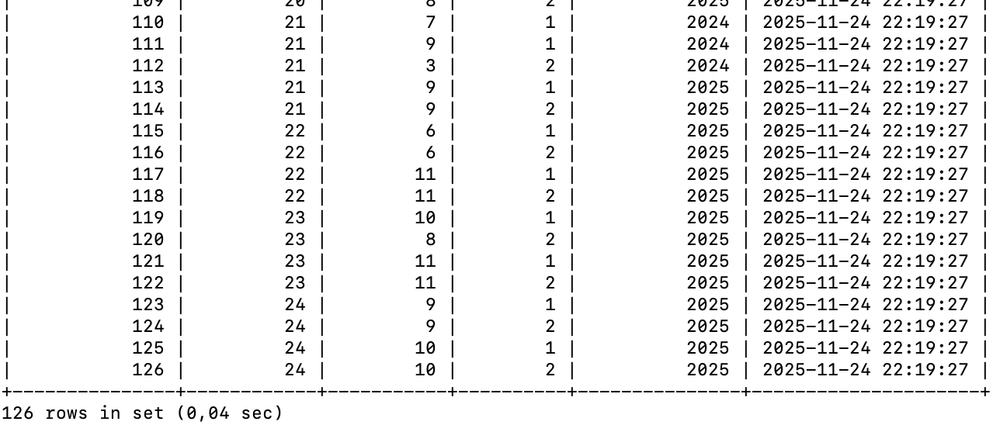 |           109 |         20 |         8 |        2 |          2025 | 2025-11-24 22:19:27 |
|           110 |         21 |         7 |        1 |          2024 | 2025-11-24 22:19:27 |
|           111 |         21 |         9 |        1 |          2024 | 2025-11-24 22:19:27 |
|           112 |         21 |         3 |        2 |          2024 | 2025-11-24 22:19:27 |
|           113 |         21 |         9 |        1 |          2025 | 2025-11-24 22:19:27 |
|           114 |         21 |         9 |        2 |          2025 | 2025-11-24 22:19:27 |
|           115 |         22 |         6 |        1 |          2025 | 2025-11-24 22:19:27 |
|           116 |         22 |         6 |        2 |          2025 | 2025-11-24 22:19:27 |
|           117 |         22 |        11 |        1 |          2025 | 2025-11-24 22:19:27 |
|           118 |         22 |        11 |        2 |          2025 | 2025-11-24 22:19:27 |
|           119 |         23 |        10 |        1 |          2025 | 2025-11-24 22:19:27 |
|           120 |         23 |         8 |        2 |          2025 | 2025-11-24 22:19:27 |
|           121 |         23 |        11 |        1 |          2025 | 2025-11-24 22:19:27 |
|           122 |         23 |        11 |        2 |          2025 | 2025-11-24 22:19:27 |
|           123 |         24 |         9 |        1 |          2025 | 2025-11-24 22:19:27 |
|           124 |         24 |         9 |        2 |          2025 | 2025-11-24 22:19:27 |
|           125 |         24 |        10 |        1 |          2025 | 2025-11-24 22:19:27 |
|           126 |         24 |        10 |        2 |          2025 | 2025-11-24 22:19:27 |
+---------------+------------+-----------+----------+---------------+---------------------+
126 rows in set (0,04 sec)